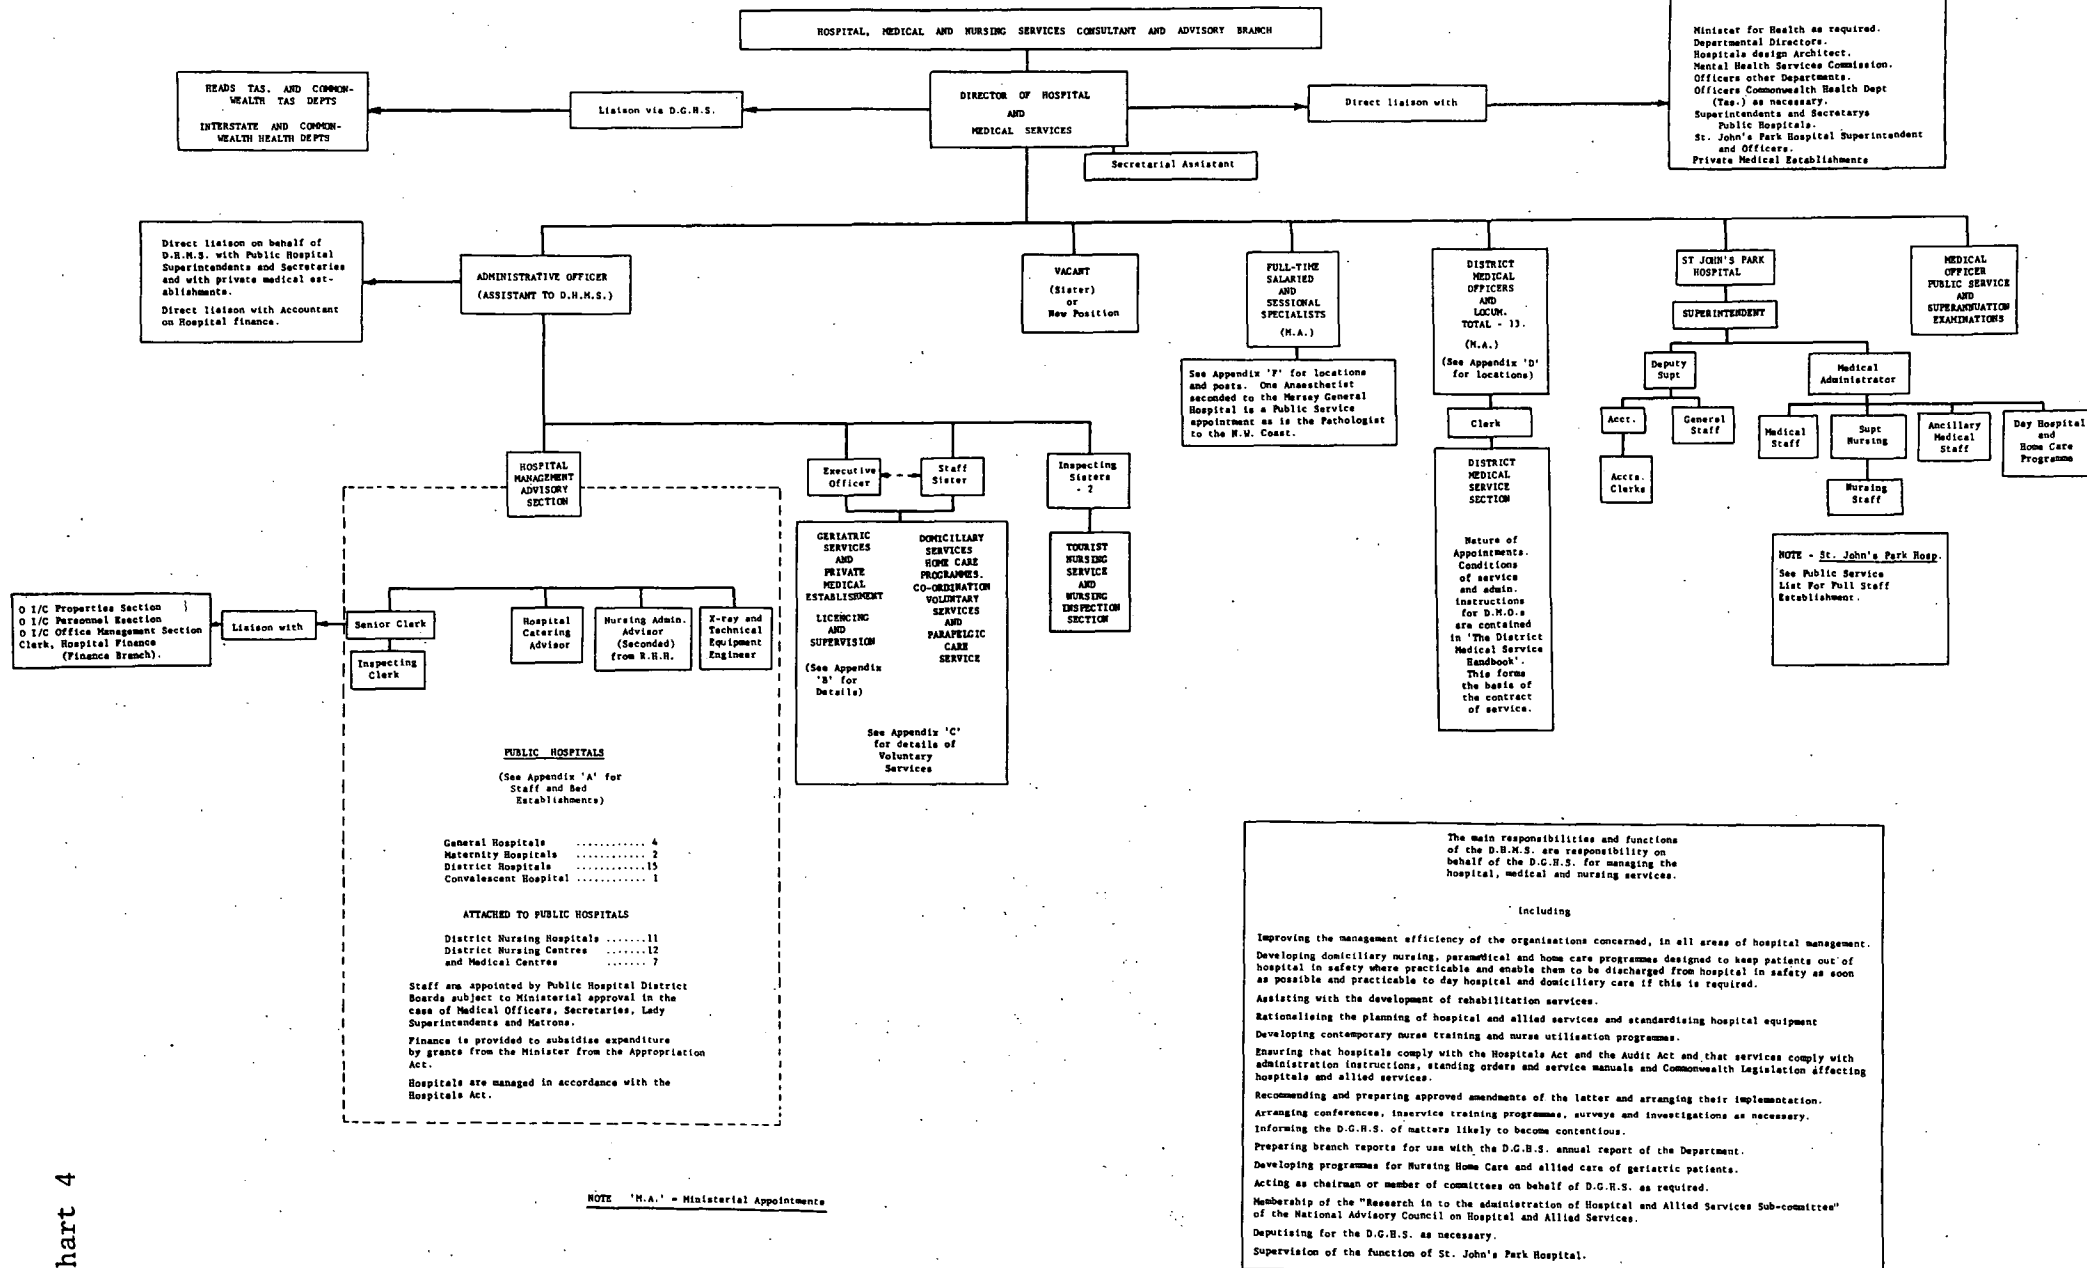 HOSPITAL, MEDICAL AND NURSING SERVICES CONSULTANT AND ADVISORY BRANCH
HEADS TAS. AND COMMON-
WEALTH TAS DEPTS
INTERSTATE AND COMMON-
WEALTH HEALTH DEPTS
Liaison via D.G.H.S.
DIRECTOR OF HOSPITAL
AND
MEDICAL SERVICES
Secretarial Assistant
Direct liaison with
Minister for Health as required.
Departmental Directors.
Hospitals design Architect.
Mental Health Services Commission.
Officers other Departments.
Officers Commonwealth Health Dept
(Tas.) as necessary.
Superintendents and Secretarys
Public Hospitals.
St. John's Park Hospital Superintendent
and Officers.
Private Medical Establishments
Direct liaison on behalf of
D.H.M.S. with Public Hospital
Superintendents and Secretaries
and with private medical est-
ablishments.
Direct liaison with Accountant
on Hospital finance.
ADMINISTRATIVE OFFICER
(ASSISTANT TO D.H.M.S.)
VACANT
(Sister)
or
New Position
FULL-TIME
SALARIED
AND
SESSIONAL
SPECIALISTS
(M.A.)
See Appendix 'F' for locations
and posts. One Anaesthetist
seconded to the Mersey General
Hospital is a Public Service
appointment as is the Pathologist
to the N.W. Coast.
DISTRICT
MEDICAL
OFFICERS
AND
LOCUM.
TOTAL - 13.
(M.A.)
(See Appendix 'D'
for locations)
Clerk
DISTRICT
MEDICAL
SERVICE
SECTION
Nature of
Appointments.
Conditions
of service
and admin.
instructions
for D.M.O.s
are contained
in 'The District
Medical Service
Handbook'.
This forms
the basis of
the contract
of service.
ST JOHN'S PARK
HOSPITAL
SUPERINTENDENT
Deputy
Supt
Medical
Administrator
Acct.
General
Staff
Accts.
Clerks
Medical
Staff
Supt
Nursing
Ancillary
Medical
Staff
Day Hospital
and
Home Care
Programme
Nursing
Staff
MEDICAL
OFFICER
PUBLIC SERVICE
AND
SUPERANNUATION
EXAMINATIONS
NOTE - St. John's Park Hosp.
See Public Service
List For Full Staff
Establishment.
HOSPITAL
MANAGEMENT
ADVISORY
SECTION
Executive
Officer
Staff
Sister
Inspecting
Sisters
- 2
GERIATRIC
SERVICES
AND
PRIVATE
MEDICAL
ESTABLISHMENT
LICENCING
AND
SUPERVISION
(See Appendix
'B' for
Details)
DOMICILIARY
SERVICES
HOME CARE
PROGRAMMES.
CO-ORDINATION
VOLUNTARY
SERVICES
AND
PARAPELGIC
CARE
SERVICE
See Appendix 'C'
for details of
Voluntary
Services
TOURIST
NURSING
SERVICE
AND
NURSING
INSPECTION
SECTION
O I/C Properties Section }
O I/C Personnel Esection
O I/C Office Management Section
Clerk, Hospital Finance
(Finance Branch).
Liaison with
Senior Clerk
Inspecting
Clerk
Hospital
Catering
Advisor
Nursing Admin.
Advisor
(Seconded)
from R.H.H.
X-ray and
Technical
Equipment
Engineer
PUBLIC HOSPITALS
(See Appendix 'A' for
Staff and Bed
Establishments)
General Hospitals ............ 4
Maternity Hospitals ............ 2
District Hospitals ............15
Convalescent Hospital ............ 1
ATTACHED TO PUBLIC HOSPITALS
District Nursing Hospitals .......11
District Nursing Centres .......12
and Medical Centres ....... 7
Staff are appointed by Public Hospital District
Boards subject to Ministerial approval in the
case of Medical Officers, Secretaries, Lady
Superintendents and Matrons.
Finance is provided to subsidise expenditure
by grants from the Minister from the Appropriation
Act.
Hospitals are managed in accordance with the
Hospitals Act.
NOTE 'M.A.' = Ministerial Appointments
The main responsibilities and functions
of the D.H.M.S. are responsibility on
behalf of the D.G.H.S. for managing the
hospital, medical and nursing services.
including
Improving the management efficiency of the organisations concerned, in all areas of hospital management.
Developing domiciliary nursing, paramedical and home care programmes designed to keep patients out of
hospital in safety where practicable and enable them to be discharged from hospital in safety as soon
as possible and practicable to day hospital and domiciliary care if this is required.
Assisting with the development of rehabilitation services.
Rationalising the planning of hospital and allied services and standardising hospital equipment
Developing contemporary nurse training and nurse utilisation programmes.
Ensuring that hospitals comply with the Hospitals Act and the Audit Act and that services comply with
administration instructions, standing orders and service manuals and Commonwealth Legislation affecting
hospitals and allied services.
Recommending and preparing approved amendments of the latter and arranging their implementation.
Arranging conferences, inservice training programmes, surveys and investigations as necessary.
Informing the D.G.H.S. of matters likely to become contentious.
Preparing branch reports for use with the D.G.H.S. annual report of the Department.
Developing programmes for Nursing Home Care and allied care of geriatric patients.
Acting as chairman or member of committees on behalf of D.G.H.S. as required.
Membership of the "Research in to the administration of Hospital and Allied Services Sub-committee"
of the National Advisory Council on Hospital and Allied Services.
Deputising for the D.G.H.S. as necessary.
Supervision of the function of St. John's Park Hospital.
hart 4